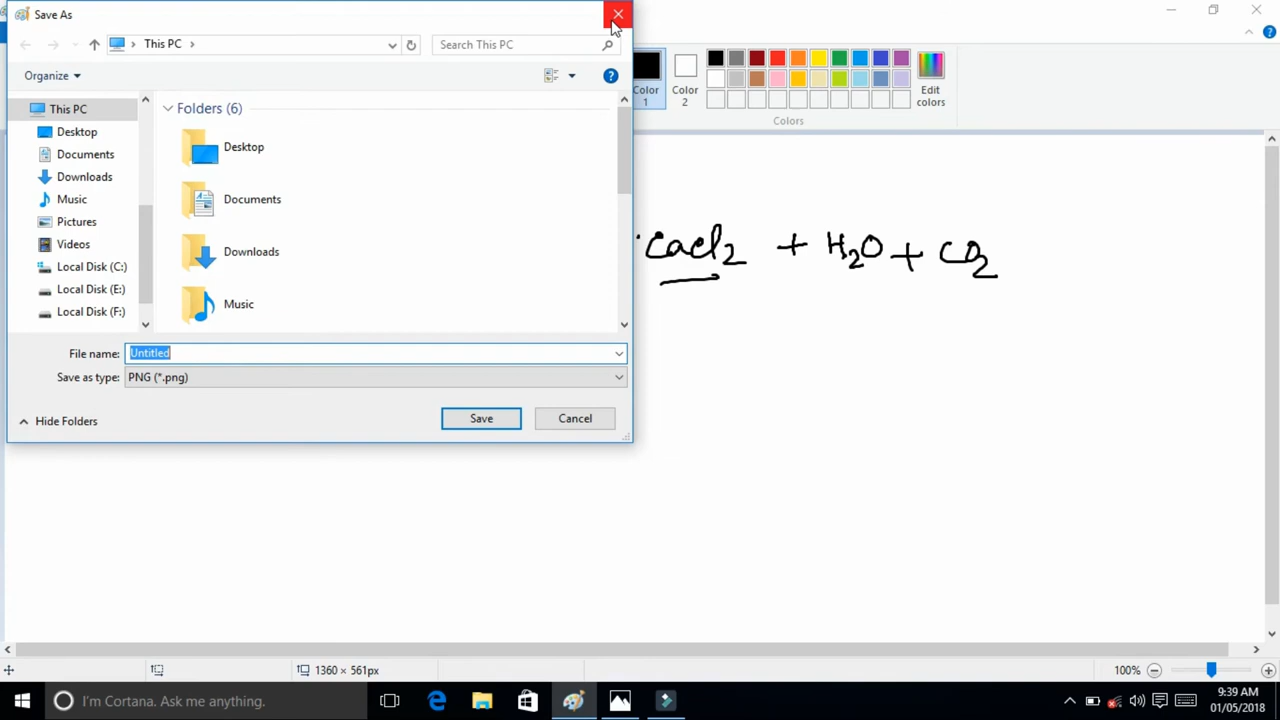 Save As
This PC
Search This PC
Organize
This PC
Desktop
Documents
Downloads
Music
Pictures
Videos
Local Disk (C:)
Local Disk (E:)
Local Disk (F:)
Folders (6)
Desktop
Documents
Downloads
Music
File name: Untitled
Save as type: PNG (*.png)
Hide Folders
Save Cancel
Color 1
Color 2
Edit colors
Colors
CaCl2 + H2O + CO2
1360 × 561px
100%
I'm Cortana. Ask me anything.
9:39 AM
01/05/2018